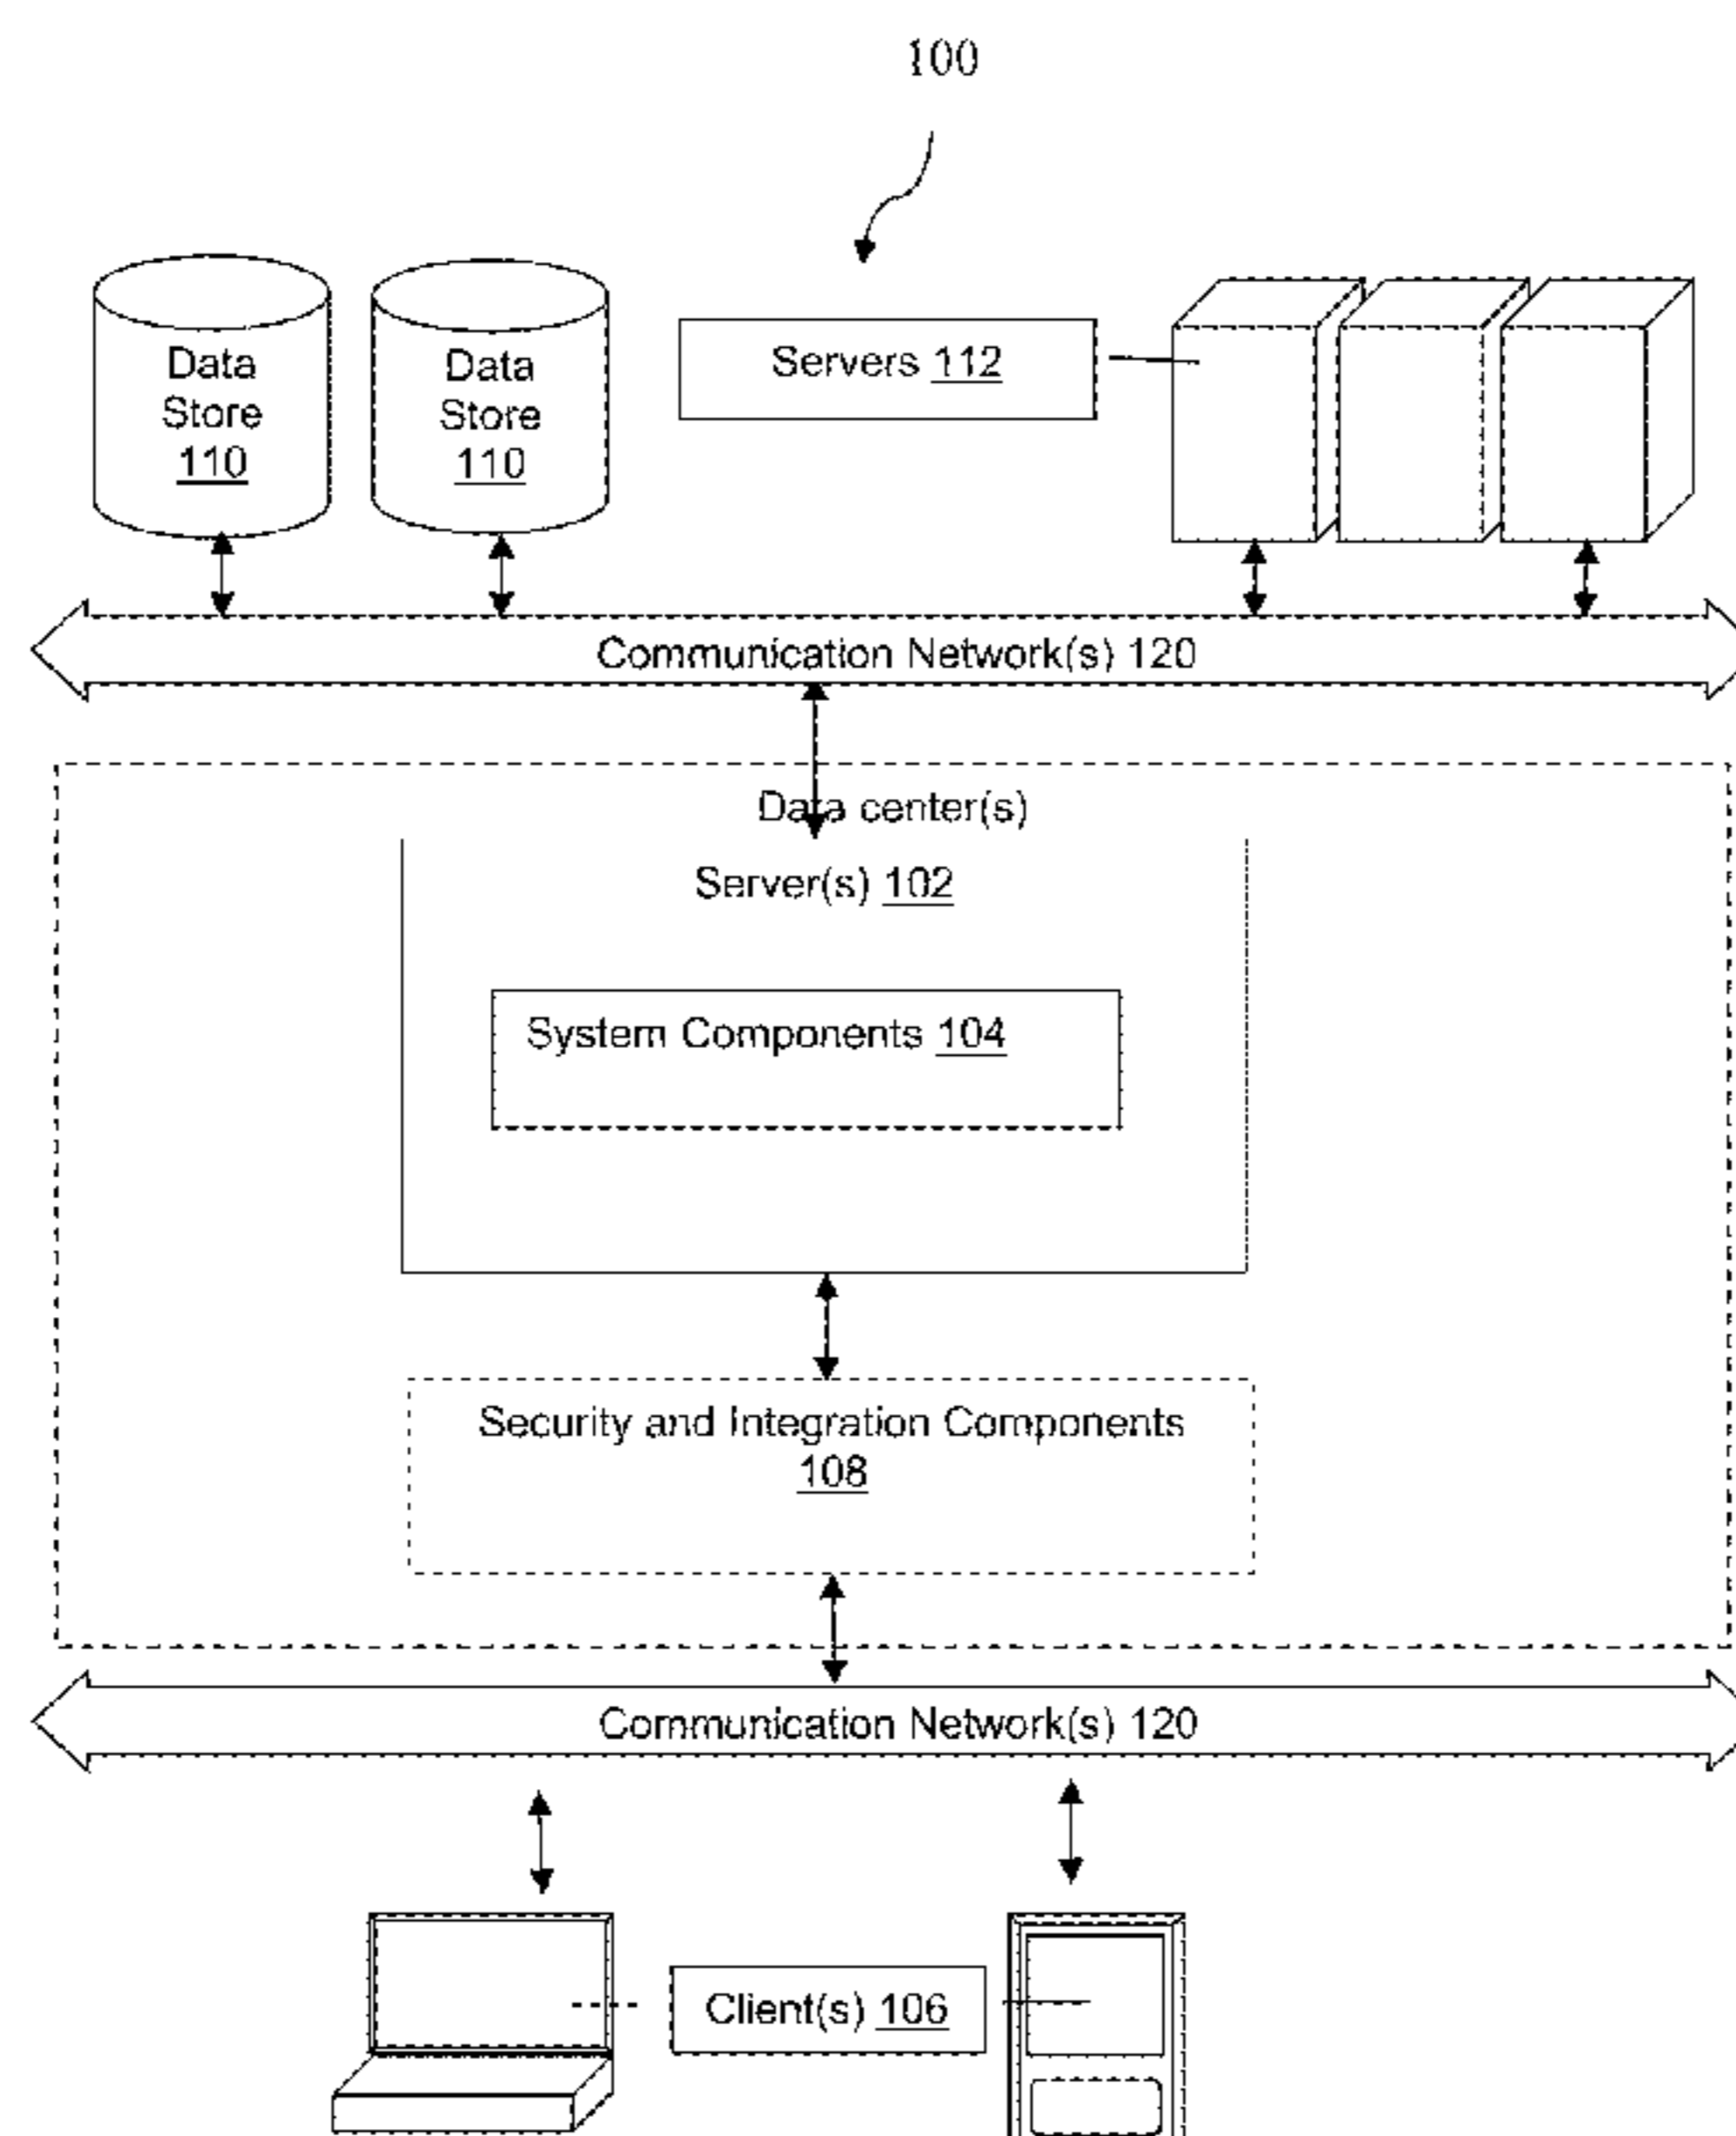 100
Data
Store
110
Data
Store
110
Servers 112
Communication Network(s) 120
Data center(s)
Server(s) 102
System Components 104
Security and Integration Components
108
Communication Network(s) 120
Client(s) 106